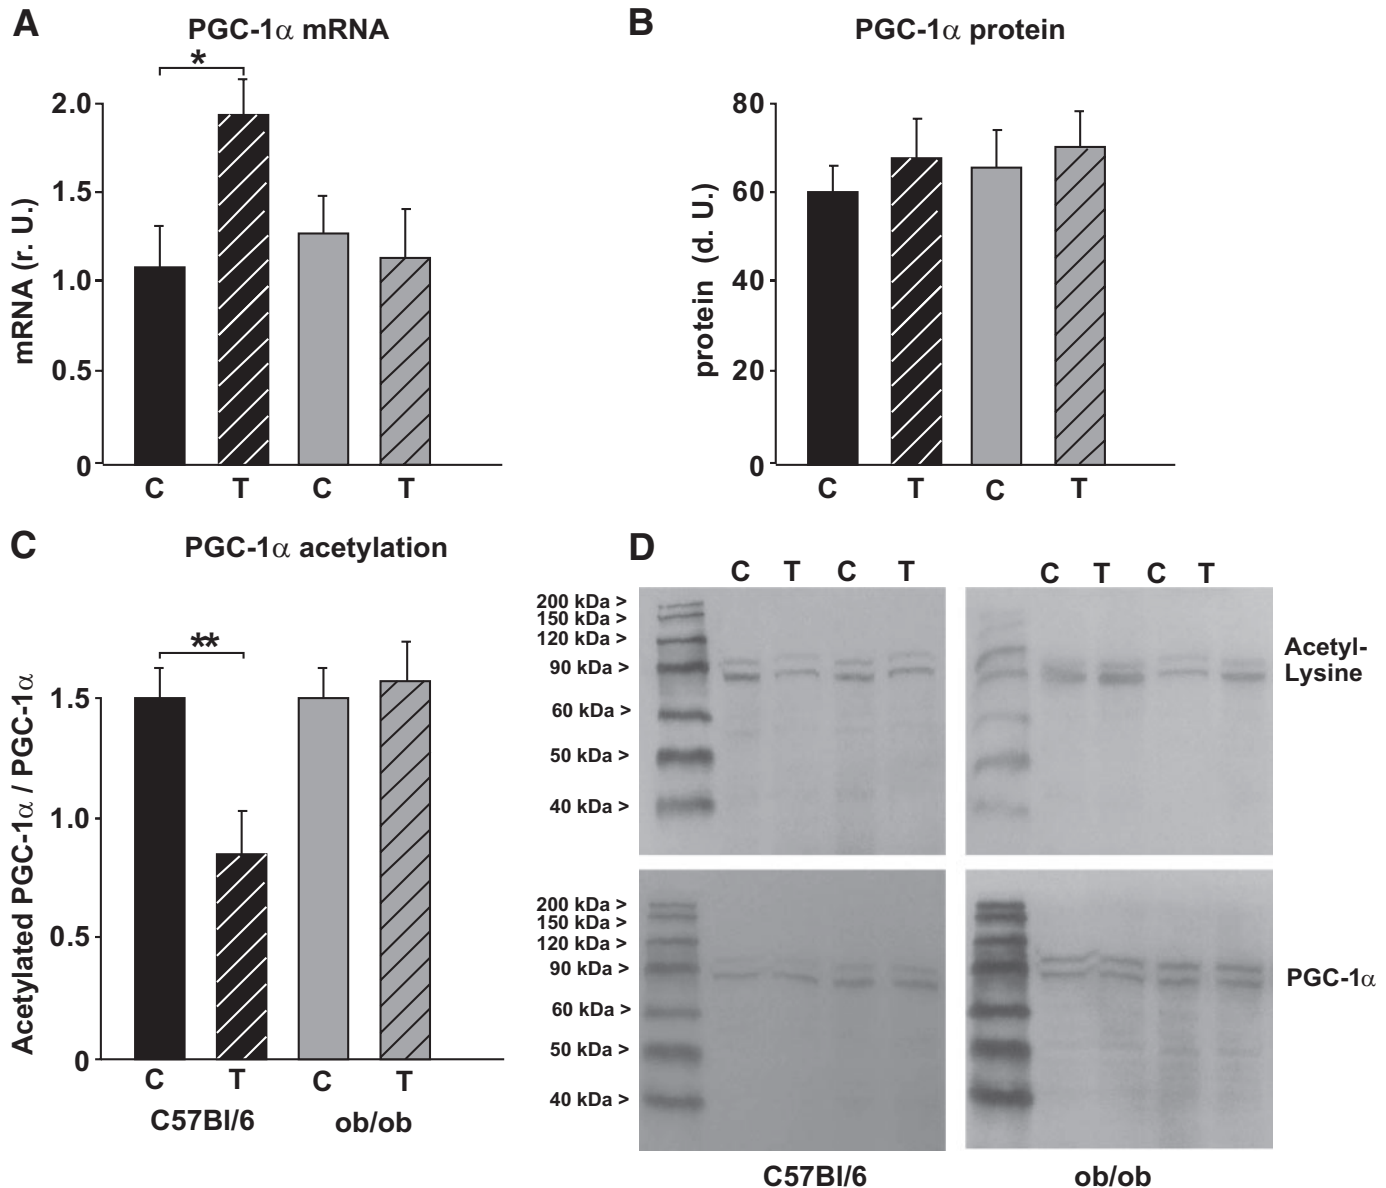 A
PGC-1α mRNA
*
mRNA (r. U.)
2.0
1.5
1.0
0.5
0
C T C T
B
PGC-1α protein
protein (d. U.)
80
60
40
20
0
C T C T
C
PGC-1α acetylation
**
Acetylated PGC-1α / PGC-1α
1.5
1.0
0.5
0
C T C T
C57Bl/6 ob/ob
D
C T C T C T C T
200 kDa >
150 kDa >
120 kDa >
90 kDa >
60 kDa >
50 kDa >
40 kDa >
Acetyl-
Lysine
200 kDa >
150 kDa >
120 kDa >
90 kDa >
60 kDa >
50 kDa >
40 kDa >
PGC-1α
C57Bl/6 ob/ob